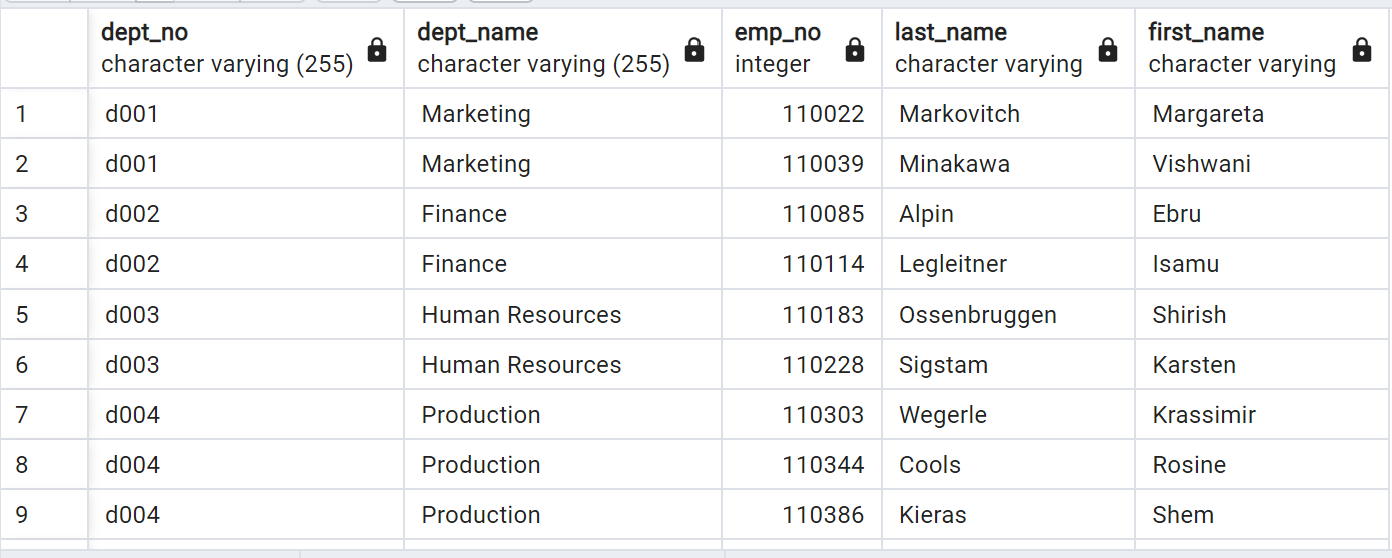 dept_no dept_name emp_no last_name first_name
character varying (255) character varying (255) integer character varying character varying
1 d001 Marketing 110022 Markovitch Margareta
2 d001 Marketing 110039 Minakawa Vishwani
3 d002 Finance 110085 Alpin Ebru
4 d002 Finance 110114 Legleitner Isamu
5 d003 Human Resources 110183 Ossenbruggen Shirish
6 d003 Human Resources 110228 Sigstam Karsten
7 d004 Production 110303 Wegerle Krassimir
8 d004 Production 110344 Cools Rosine
9 d004 Production 110386 Kieras Shem